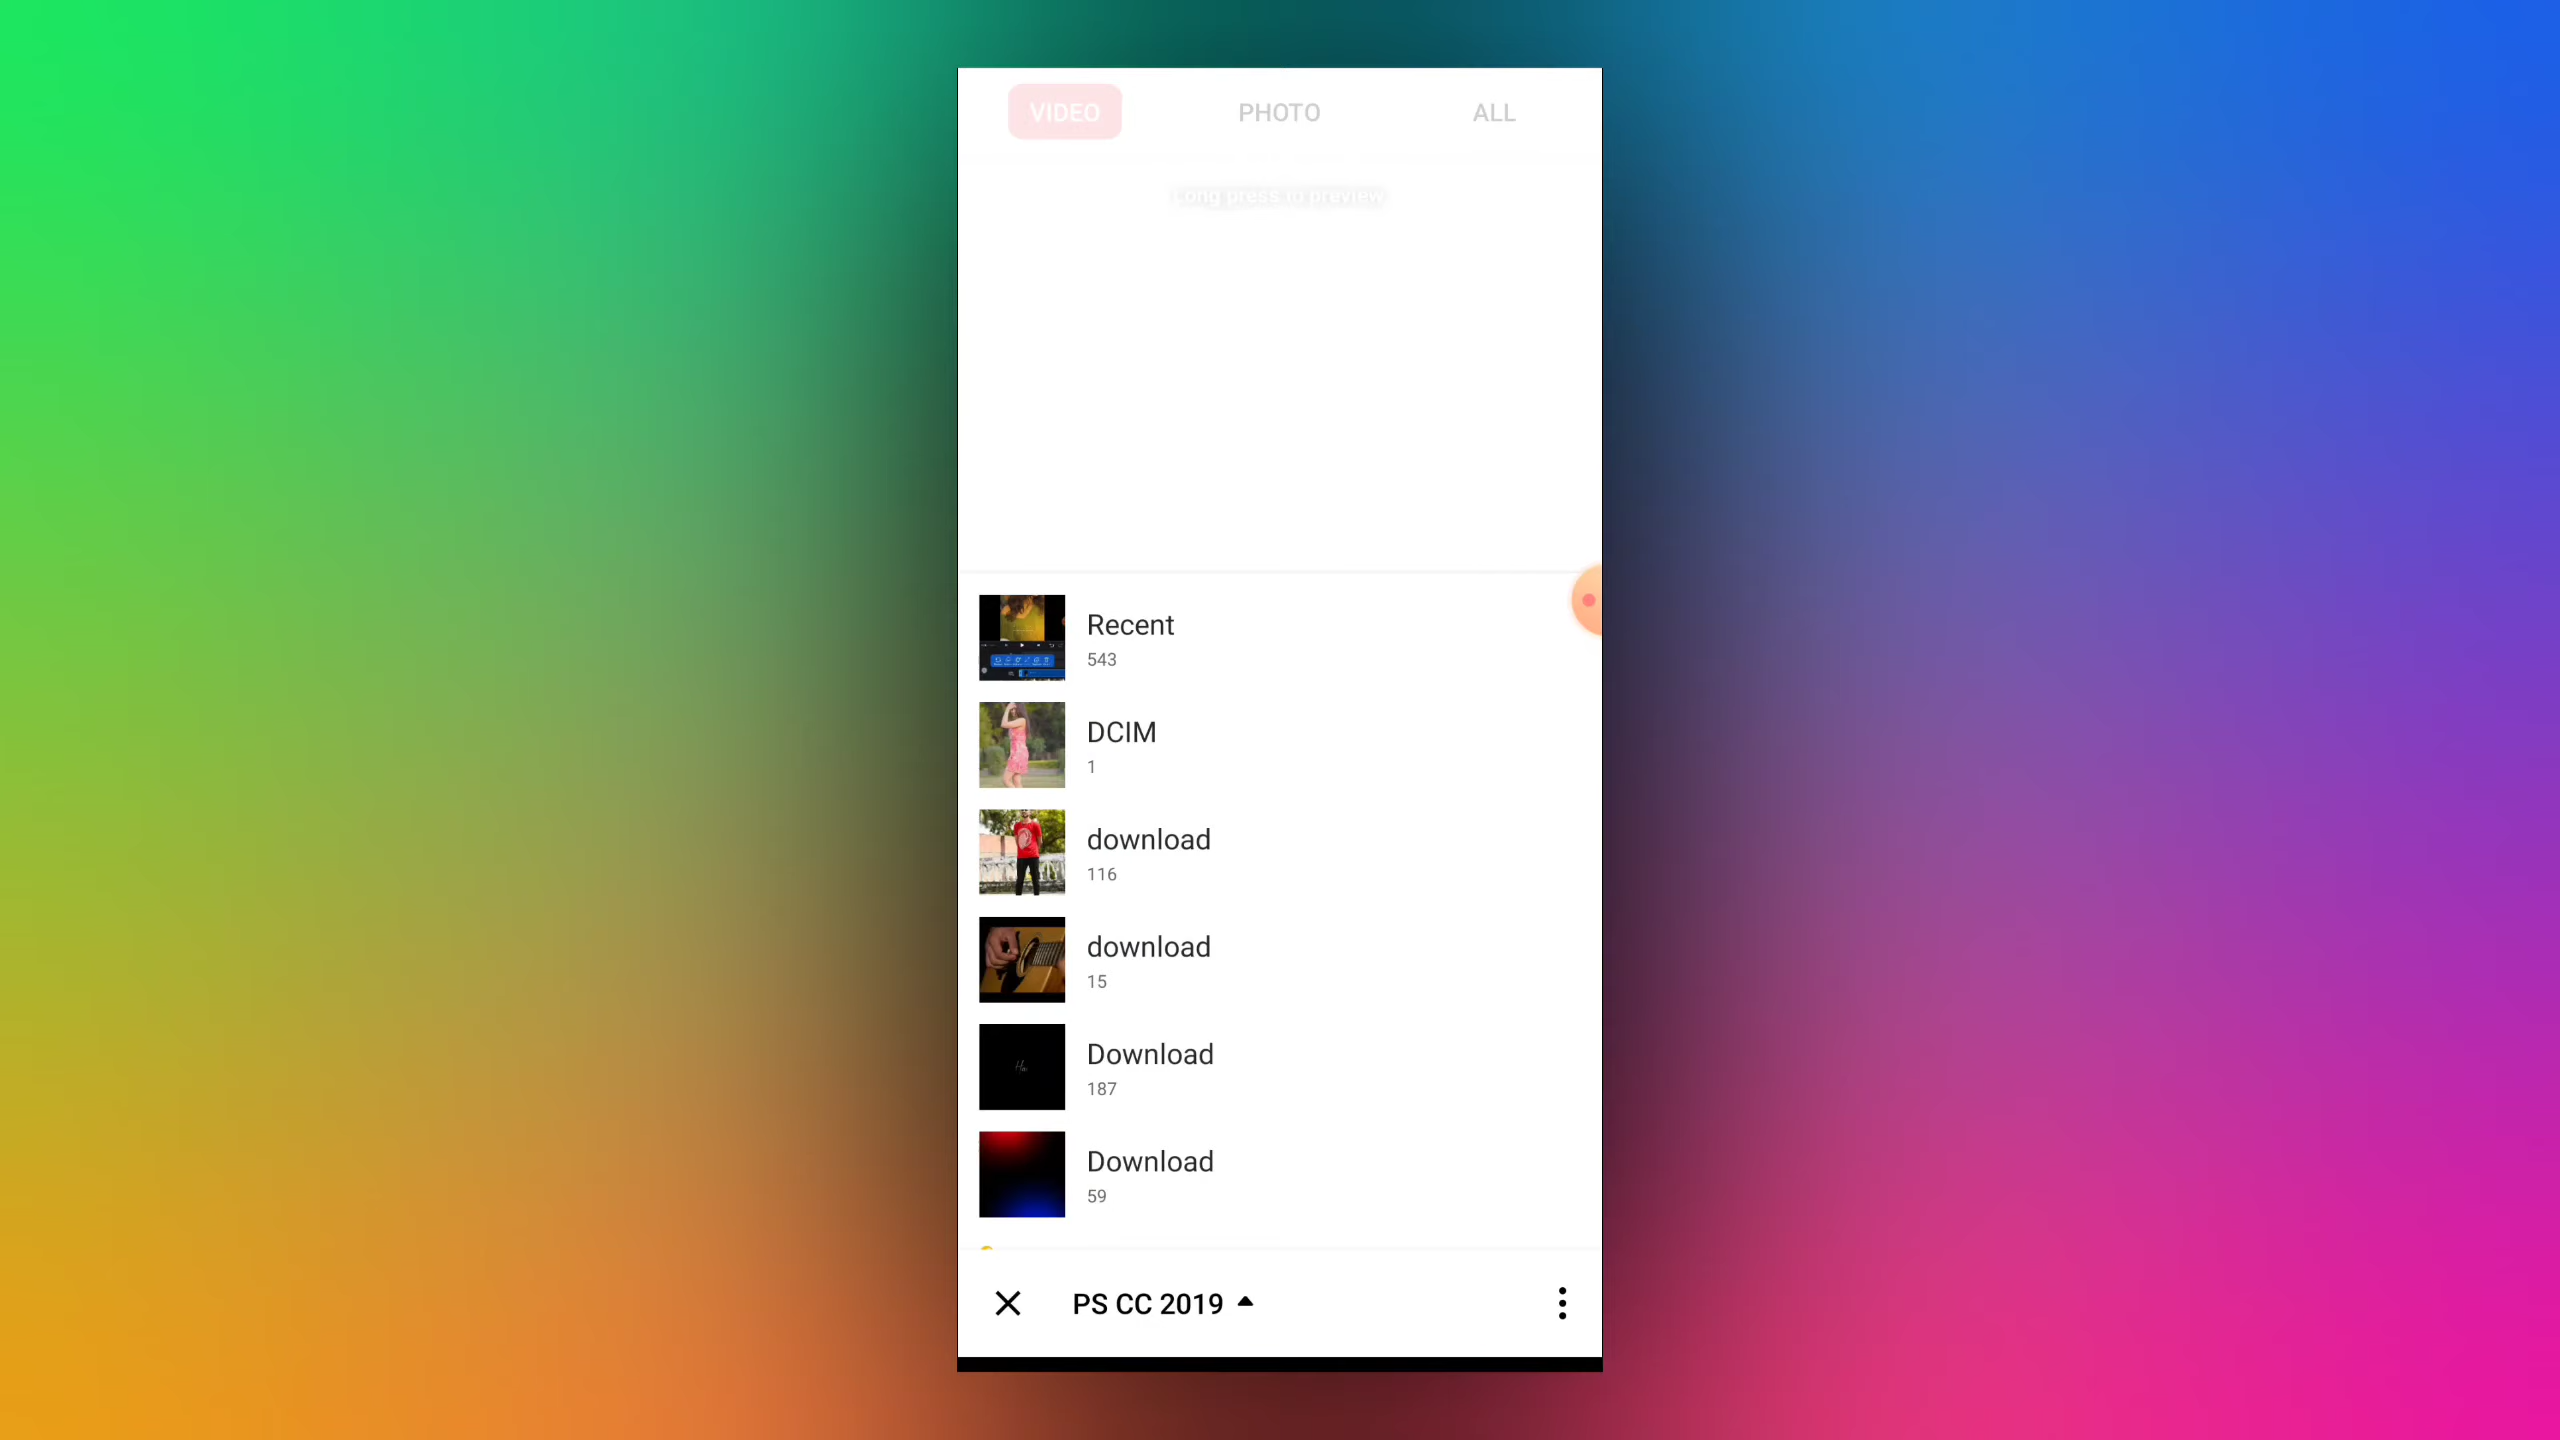 VIDEO PHOTO ALL
Long press to preview
Recent
543
DCIM
1
download
116
download
15
Download
187
Download
59
PS CC 2019